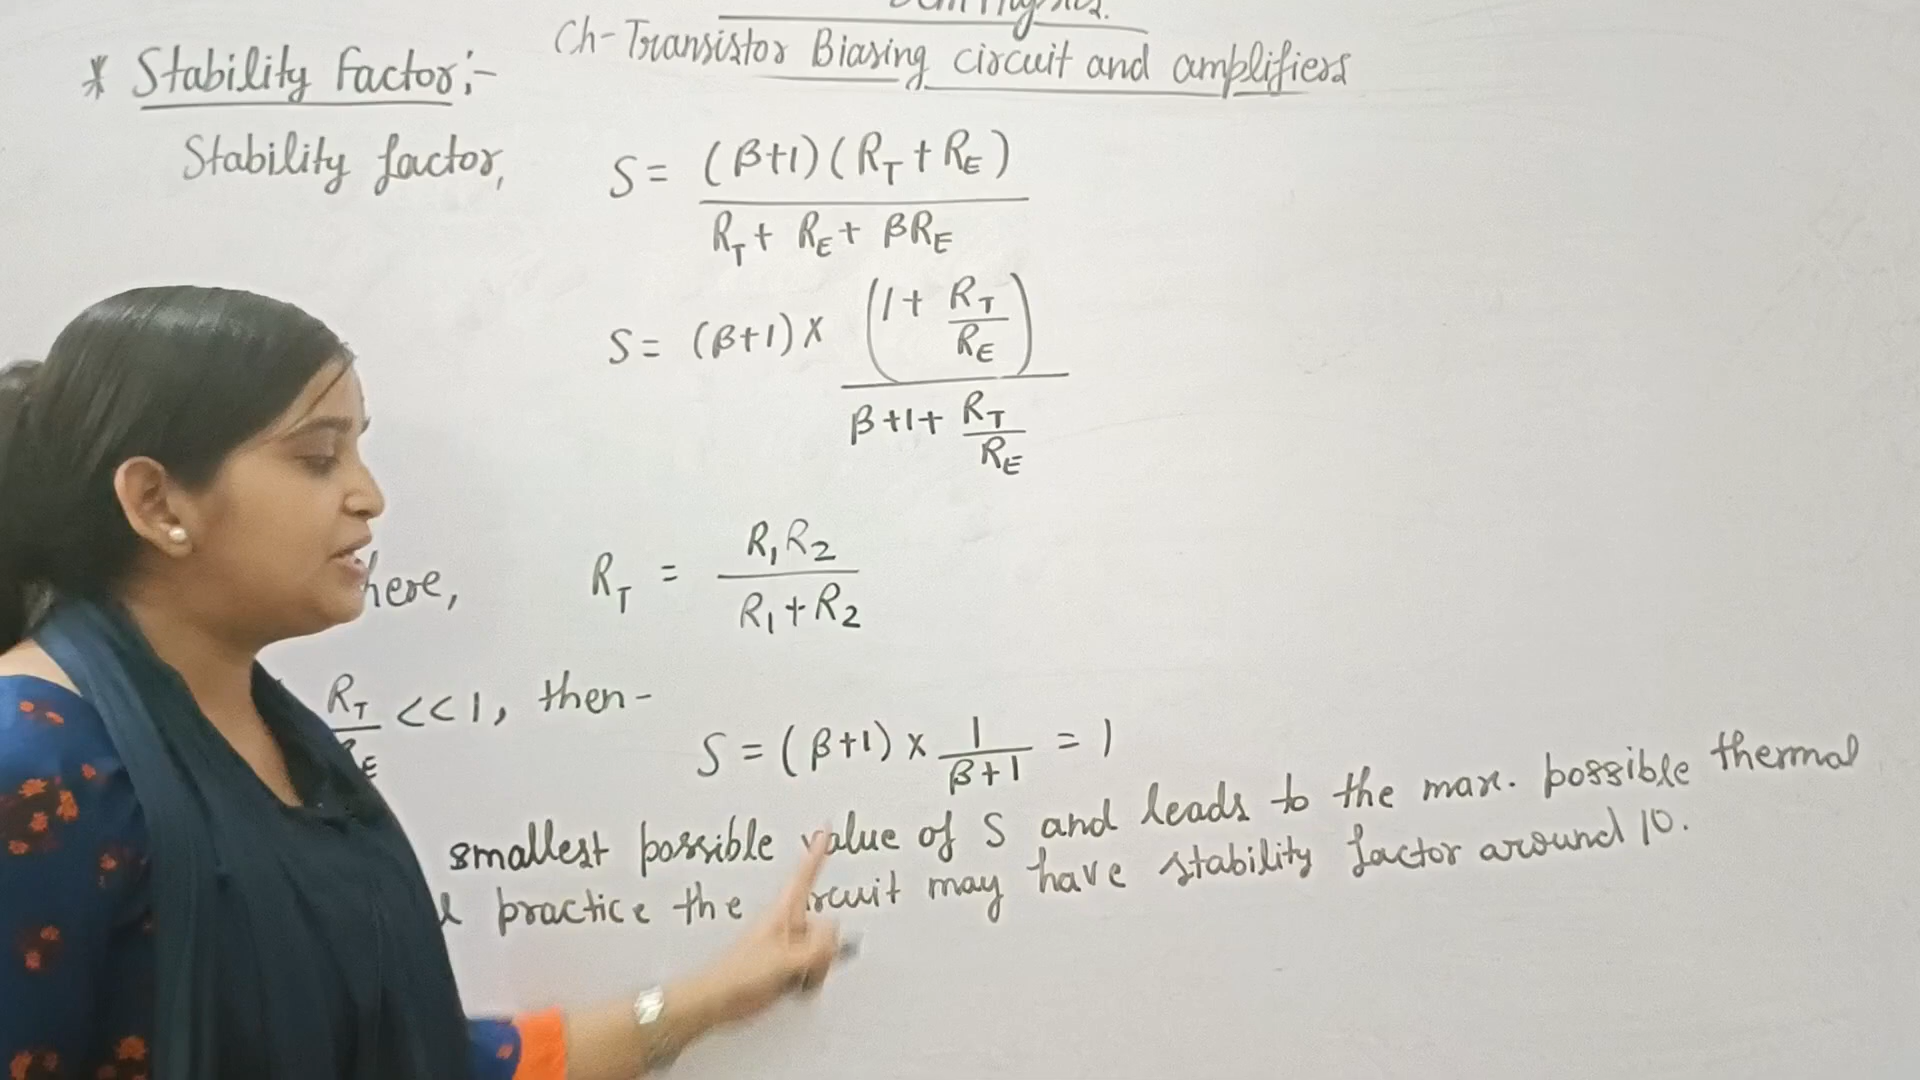 Ch-Transistor Biasing circuit and amplifiers
* Stability Factor:-
Stability factor,
S = (β+1)(R_T + R_E) / R_T + R_E + βR_E
S = (β+1) × (1 + R_T/R_E) / β+1+ R_T/R_E
R_T = R_1R_2 / R_1+R_2
R_T/R_E <<1, then-
S = (β+1) × 1/β+1 = 1
smallest possible value of S and leads to the max. possible thermal
practice the may have stability factor around 10.